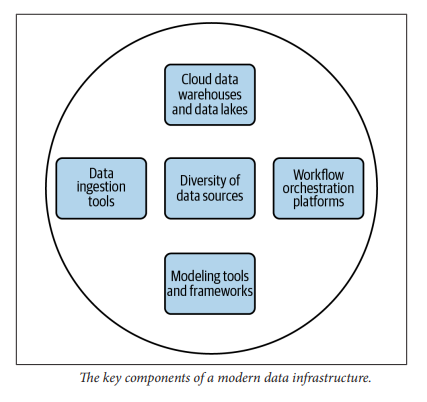 Cloud data
warehouses
and data lakes
Data
ingestion
tools
Diversity of
data sources
Workflow
orchestration
platforms
Modeling tools
and frameworks
The key components of a modern data infrastructure.